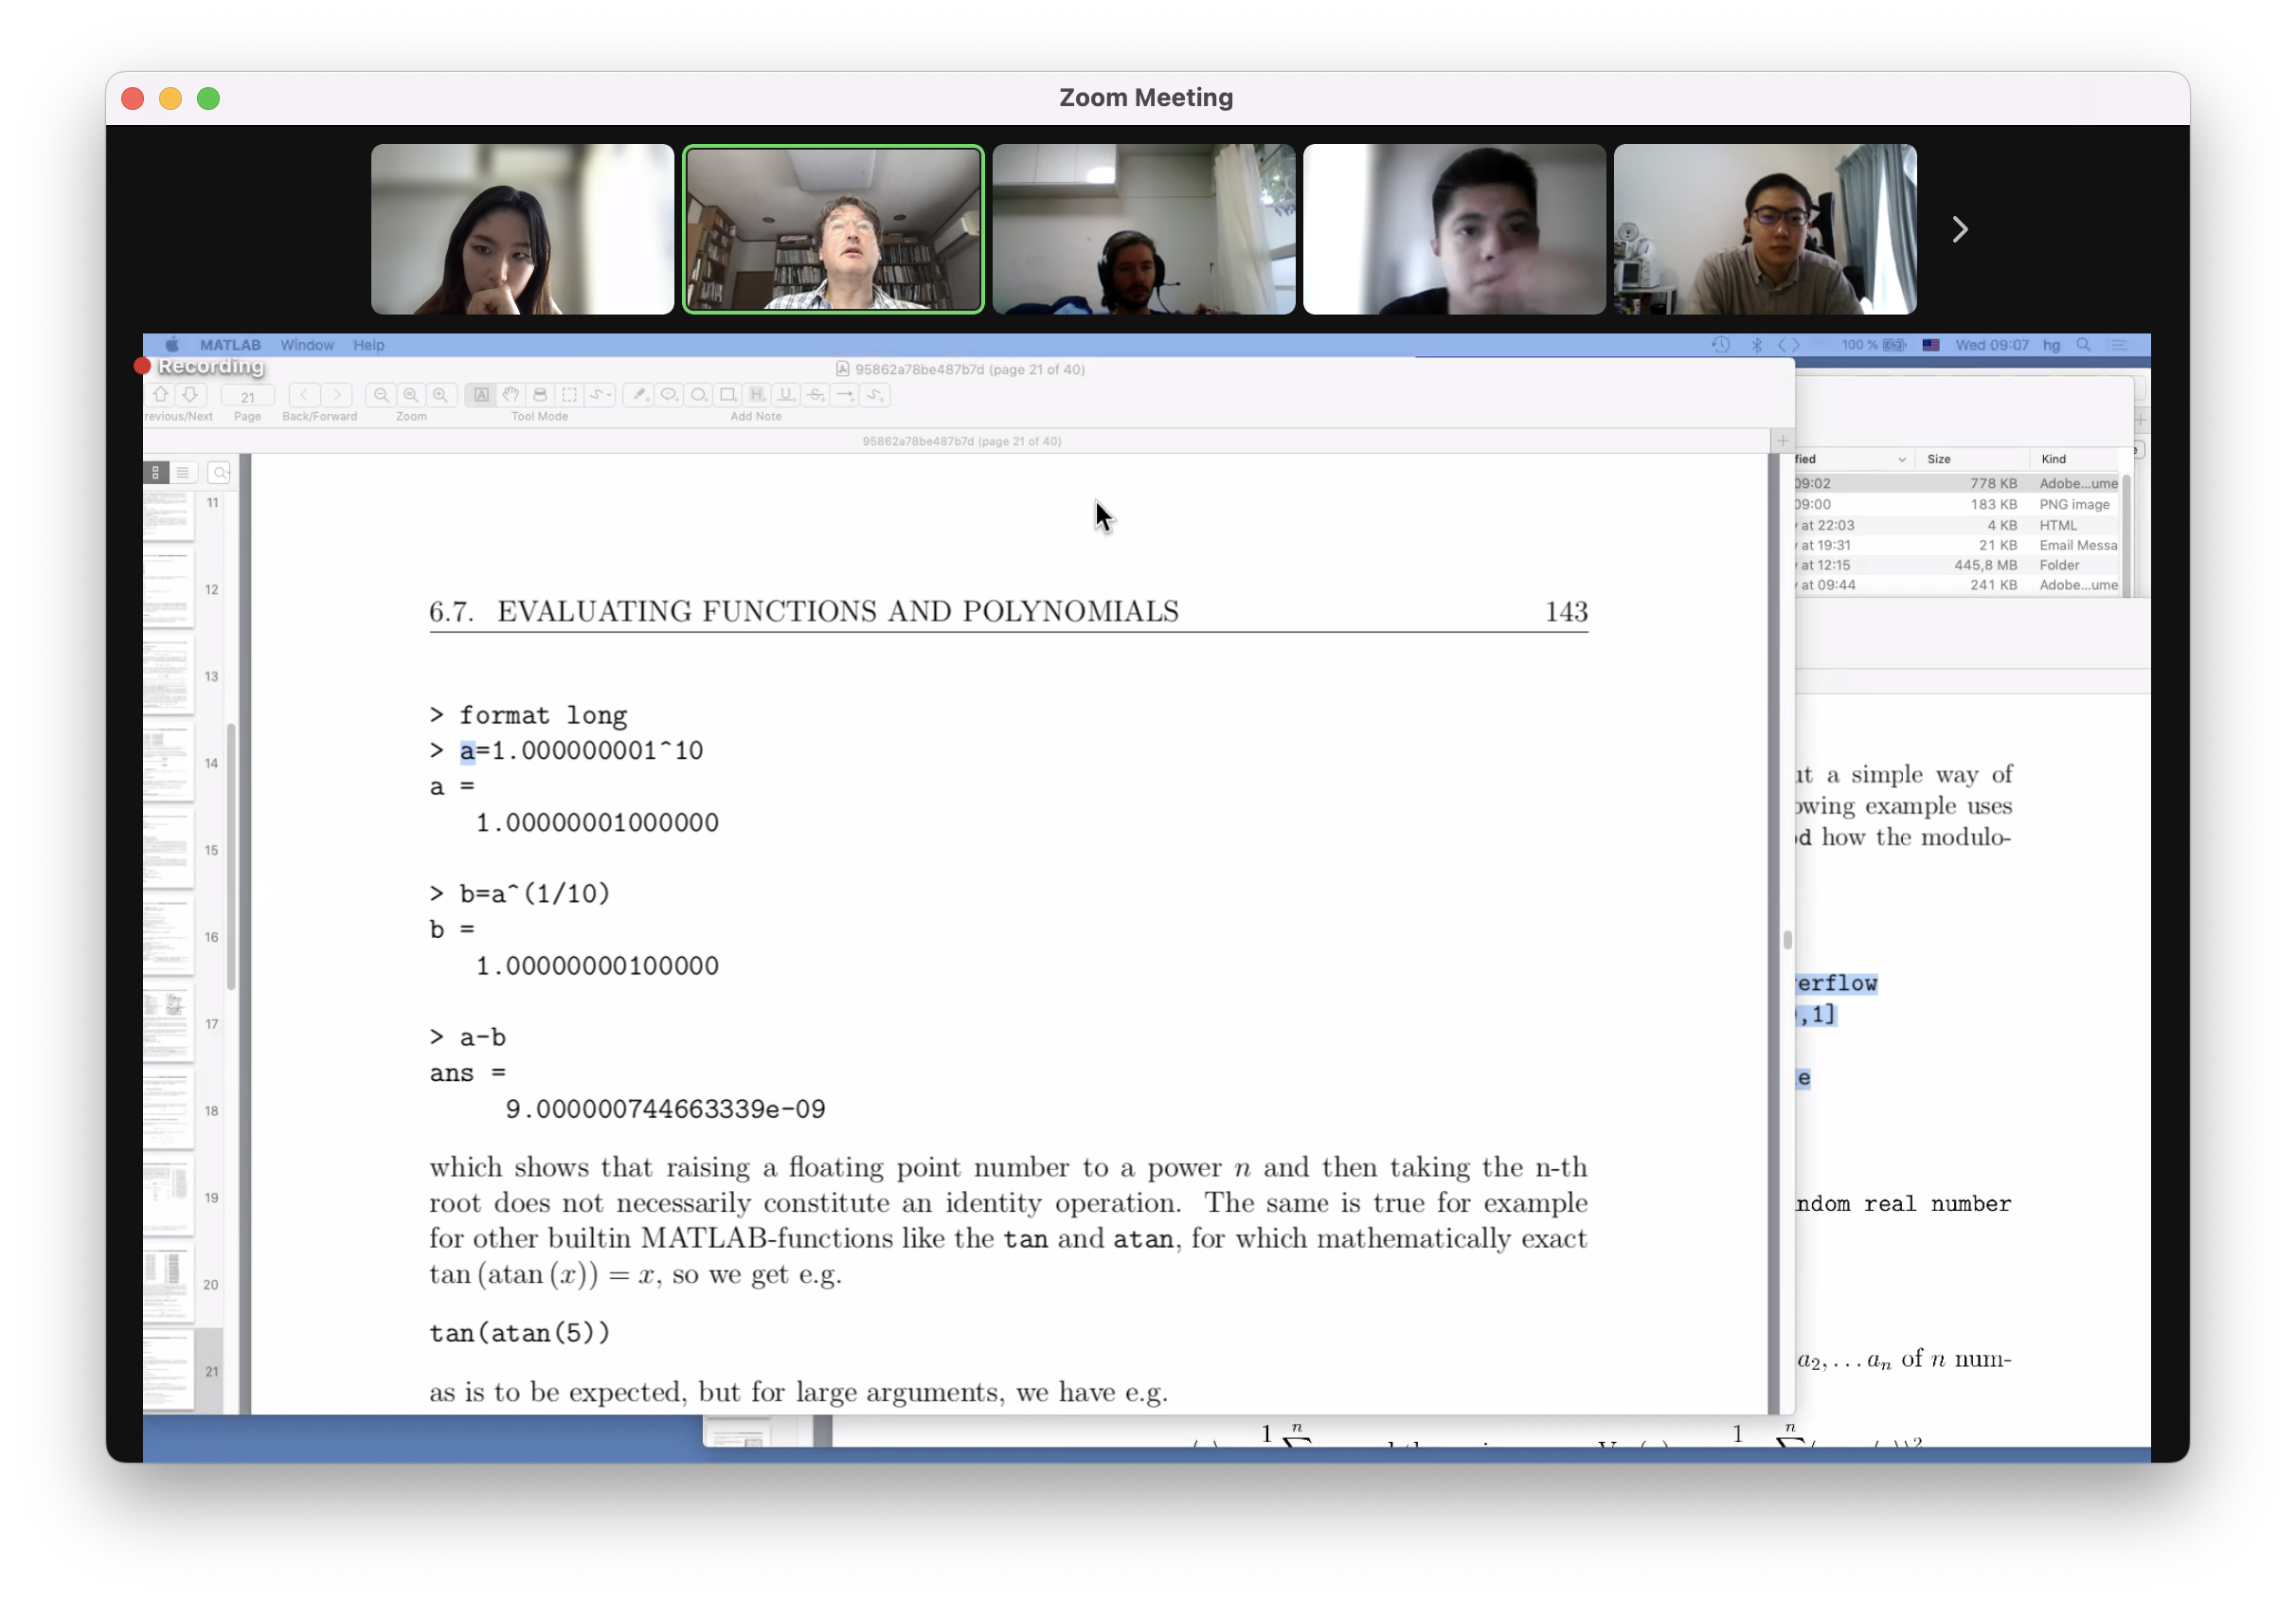 Zoom Meeting
MATLAB Window Help
100 % Wed 09:07 hg
Recording
95862a78be487b7d (page 21 of 40)
21
revious/Next Page Back/Forward Zoom Tool Mode Add Note
95862a78be487b7d (page 21 of 40)
11
12
13
14
15
16
17
18
19
20
21
6.7. EVALUATING FUNCTIONS AND POLYNOMIALS 143
> format long
> a=1.000000001^10
a =
1.00000001000000
> b=a^(1/10)
b =
1.00000000100000
> a-b
ans =
9.000000744663339e-09
which shows that raising a floating point number to a power n and then taking the n-th
root does not necessarily constitute an identity operation. The same is true for example
for other builtin MATLAB-functions like the tan and atan, for which mathematically exact
tan (atan (x)) = x, so we get e.g.
tan(atan(5))
as is to be expected, but for large arguments, we have e.g.
fied Size Kind
09:02 778 KB Adobe...ume
09:00 183 KB PNG image
at 22:03 4 KB HTML
at 19:31 21 KB Email Messa
at 12:15 445,8 MB Folder
at 09:44 241 KB Adobe...ume
ut a simple way of
owing example uses
d how the modulo-
erflow
,1]
e
ndom real number
a₂, . . . aₙ of n num-